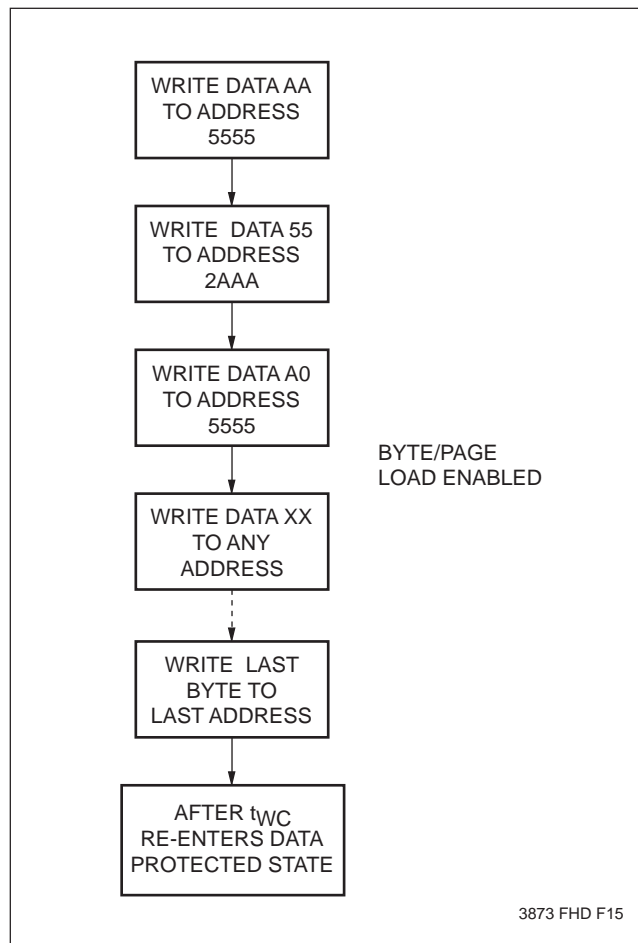 WRITE DATA AA
TO ADDRESS
5555
WRITE DATA 55
TO ADDRESS
2AAA
WRITE DATA A0
TO ADDRESS
5555
BYTE/PAGE
LOAD ENABLED
WRITE DATA XX
TO ANY
ADDRESS
WRITE LAST
BYTE TO
LAST ADDRESS
AFTER tWC
RE-ENTERS DATA
PROTECTED STATE
3873 FHD F15